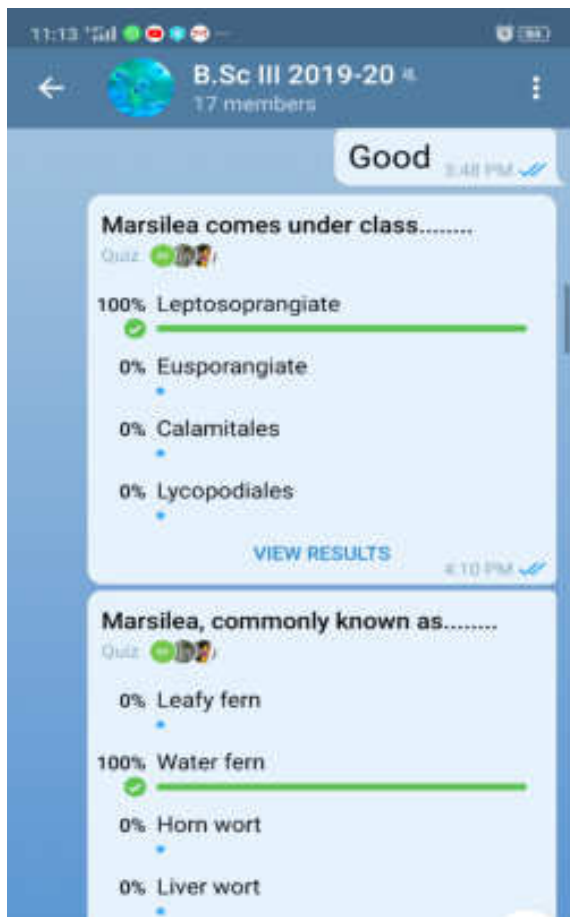 11:13
B.Sc III 2019-20
17 members
Good 3:48 PM
Marsilea comes under class........
Quiz
100% Leptosoprangiate
0% Eusporangiate
0% Calamitales
0% Lycopodiales
VIEW RESULTS
4:10 PM
Marsilea, commonly known as........
Quiz
0% Leafy fern
100% Water fern
0% Horn wort
0% Liver wort